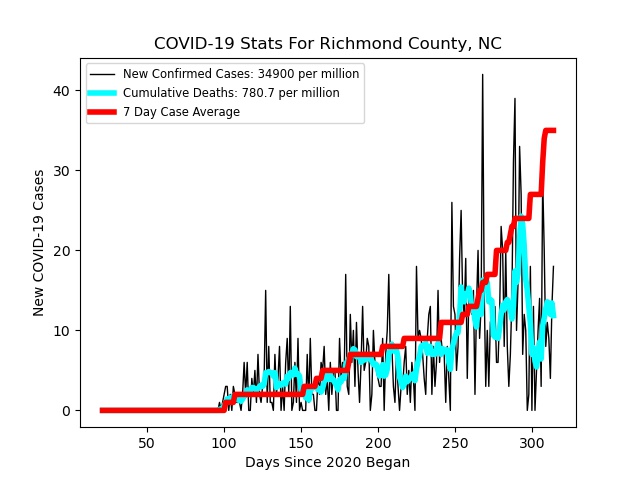 COVID-19 Stats For Richmond County, NC
New Confirmed Cases: 34900 per million
Cumulative Deaths: 780.7 per million
7 Day Case Average
New COVID-19 Cases
40
30
20
10
0
50 100 150 200 250 300
Days Since 2020 Began